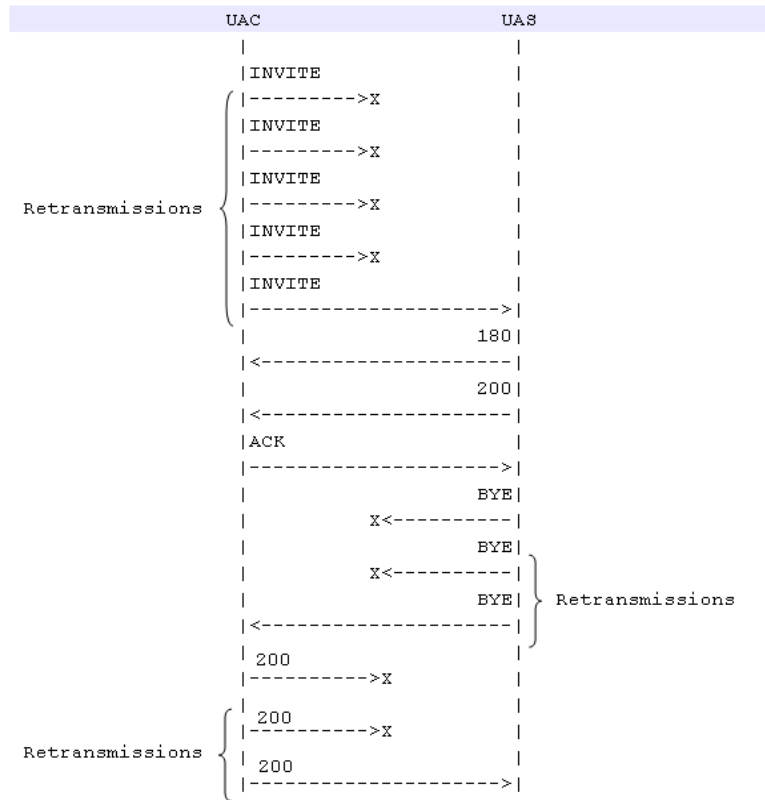 UAC UAS
| |
|INVITE |
|--------->X |
|INVITE |
|--------->X |
|INVITE |
Retransmissions |--------->X |
|INVITE |
|--------->X |
|INVITE |
|--------------------->|
| 180|
|<---------------------|
| 200|
|<---------------------|
|ACK |
|--------------------->|
| BYE|
| X<----------|
| BYE|
| X<----------|
| BYE| Retransmissions
|<---------------------|
| 200 |
|---------->X |
| 200 |
|---------->X |
Retransmissions
| 200 |
|--------------------->|